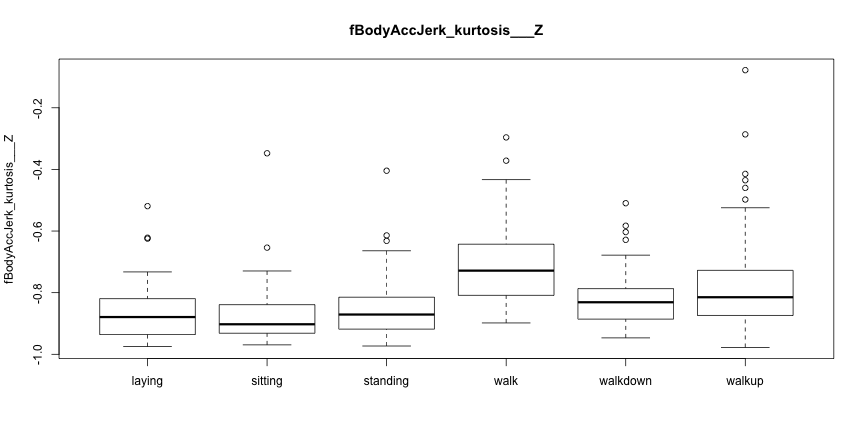 fBodyAccJerk_kurtosis___Z
fBodyAccJerk_kurtosis___Z
-0.2
-0.4
-0.6
-0.8
-1.0
laying sitting standing walk walkdown walkup